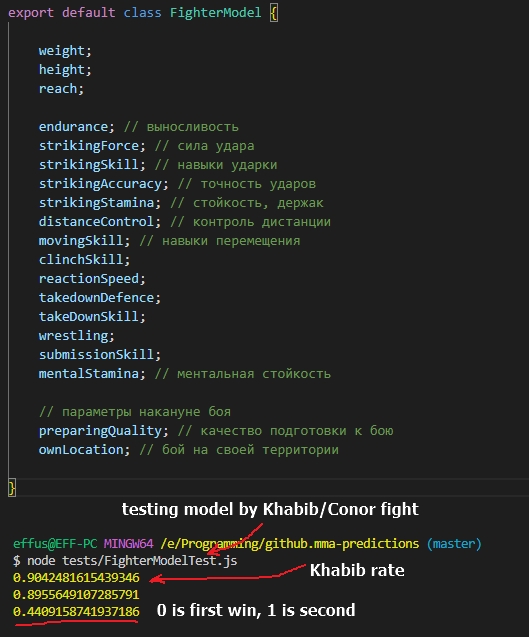 export default class FighterModel {
weight;
height;
reach;
endurance; // выносливость
strikingForce; // сила удара
strikingSkill; // навыки ударки
strikingAccuracy; // точность ударов
strikingStamina; // стойкость, держак
distanceControl; // контроль дистанции
movingSkill; // навыки перемещения
clinchSkill;
reactionSpeed;
takedownDefence;
takeDownSkill;
wrestling;
submissionSkill;
mentalStamina; // ментальная стойкость
// параметры накануне боя
preparingQuality; // качество подготовки к бою
ownLocation; // бой на своей территории
}
testing model by Khabib/Conor fight
effus@EFF-PC MINGW64 /e/Programming/github.mma-predictions (master)
$ node tests/FighterModelTest.js
0.9042481615439346 Khabib rate
0.8955649107285791
0.4409158741937186 0 is first win, 1 is second